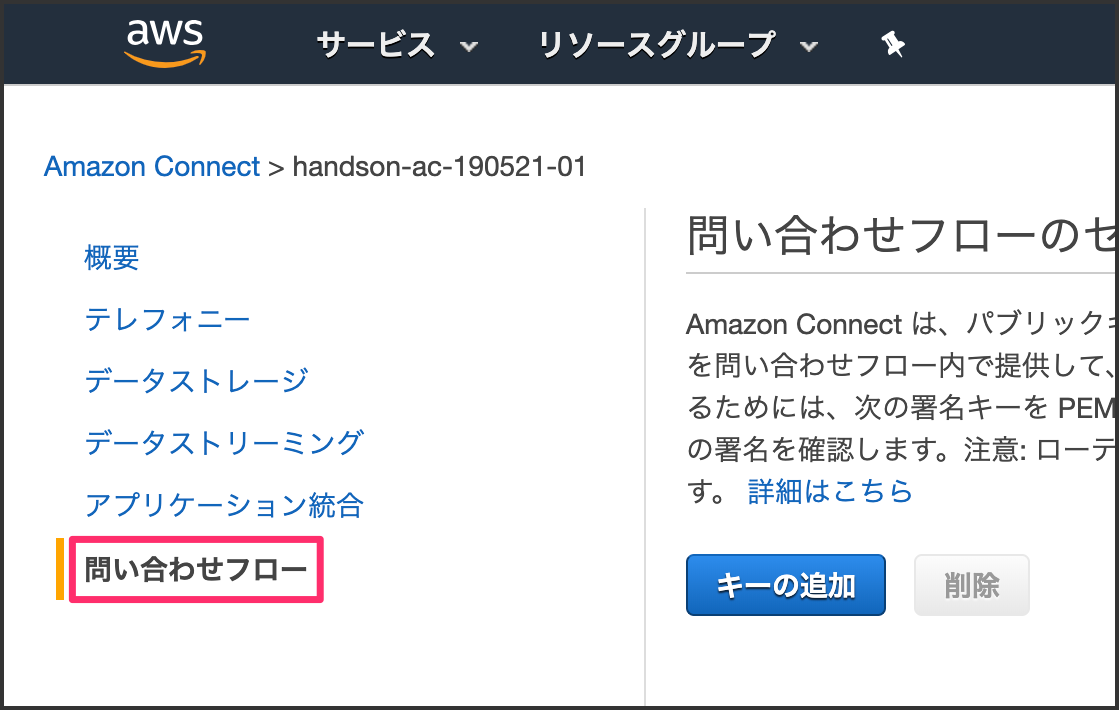 aws サービス リソースグループ
Amazon Connect > handson-ac-190521-01
概要
テレフォニー
データストレージ
データストリーミング
アプリケーション統合
問い合わせフロー
問い合わせフローのセ
Amazon Connect は、パブリックキ
を問い合わせフロー内で提供して、
るためには、次の署名キーを PEM
の署名を確認します。注意: ローテ
す。 詳細はこちら
キーの追加 削除